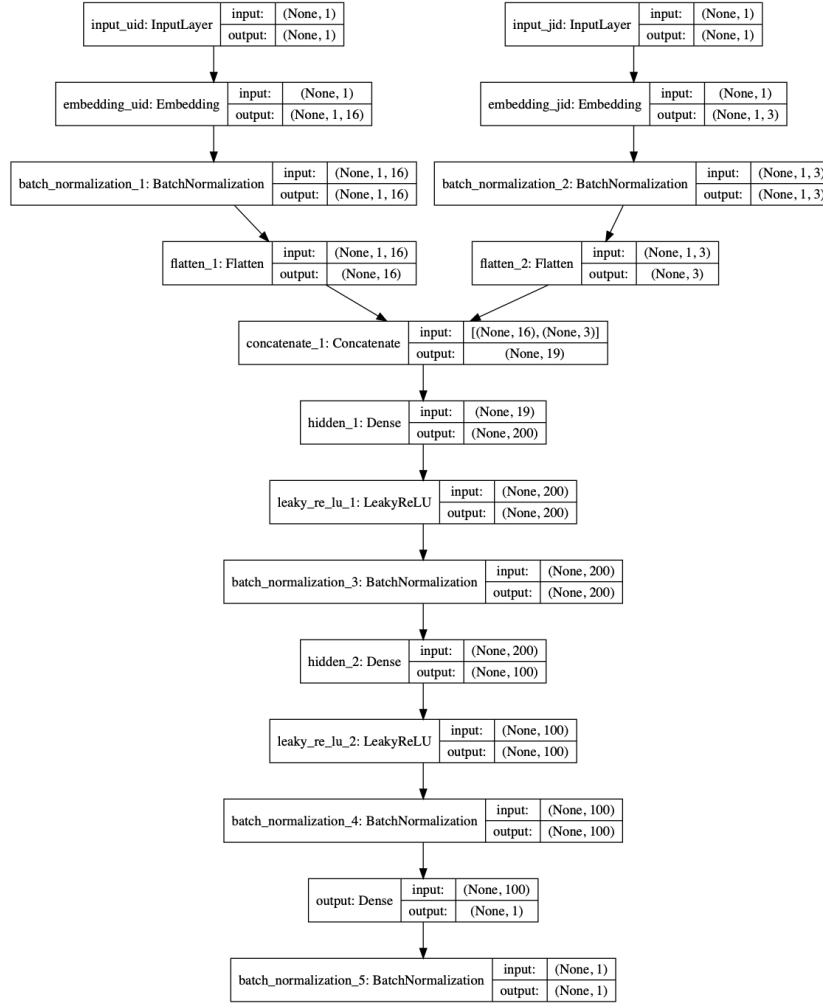 input_uid: InputLayer
input: (None, 1)
output: (None, 1)
input_jid: InputLayer
input: (None, 1)
output: (None, 1)
embedding_uid: Embedding
input: (None, 1)
output: (None, 1, 16)
embedding_jid: Embedding
input: (None, 1)
output: (None, 1, 3)
batch_normalization_1: BatchNormalization
input: (None, 1, 16)
output: (None, 1, 16)
batch_normalization_2: BatchNormalization
input: (None, 1, 3)
output: (None, 1, 3)
flatten_1: Flatten
input: (None, 1, 16)
output: (None, 16)
flatten_2: Flatten
input: (None, 1, 3)
output: (None, 3)
concatenate_1: Concatenate
input: [(None, 16), (None, 3)]
output: (None, 19)
hidden_1: Dense
input: (None, 19)
output: (None, 200)
leaky_re_lu_1: LeakyReLU
input: (None, 200)
output: (None, 200)
batch_normalization_3: BatchNormalization
input: (None, 200)
output: (None, 200)
hidden_2: Dense
input: (None, 200)
output: (None, 100)
leaky_re_lu_2: LeakyReLU
input: (None, 100)
output: (None, 100)
batch_normalization_4: BatchNormalization
input: (None, 100)
output: (None, 100)
output: Dense
input: (None, 100)
output: (None, 1)
batch_normalization_5: BatchNormalization
input: (None, 1)
output: (None, 1)